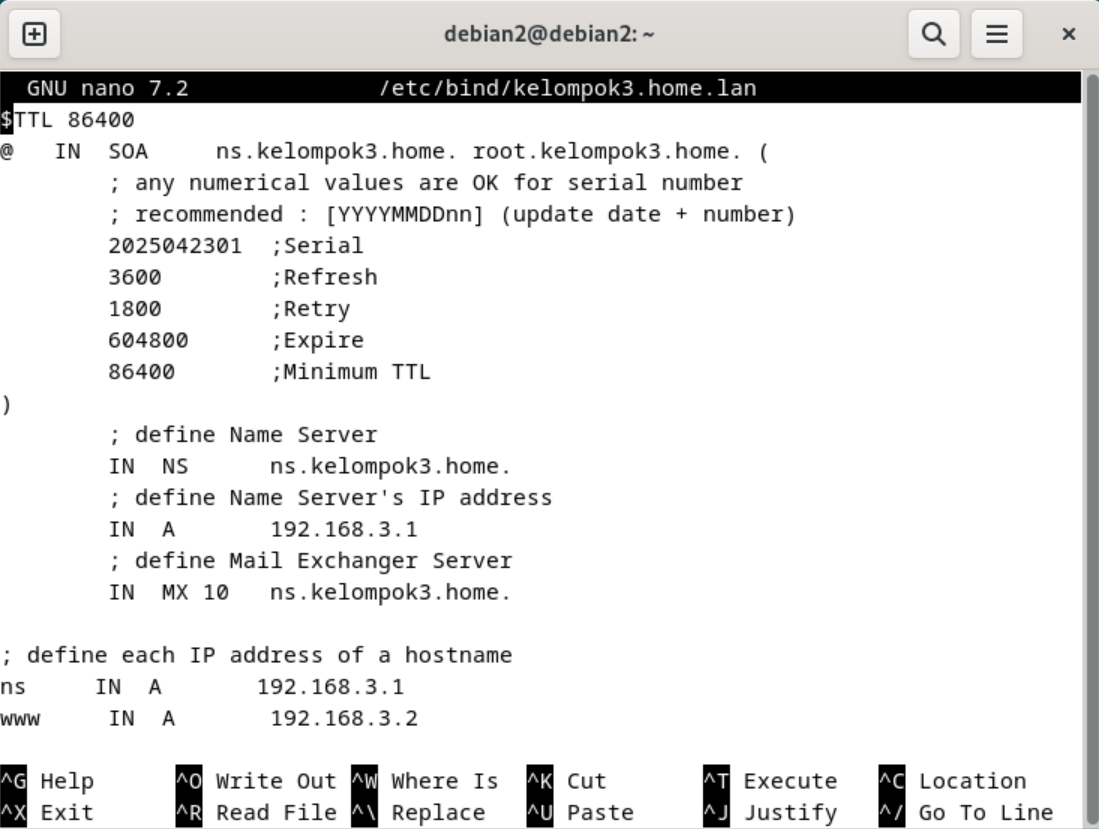 debian2@debian2: ~
GNU nano 7.2 /etc/bind/kelompok3.home.lan
$TTL 86400
@ IN SOA ns.kelompok3.home. root.kelompok3.home. (
; any numerical values are OK for serial number
; recommended : [YYYYMMDDnn] (update date + number)
2025042301 ;Serial
3600 ;Refresh
1800 ;Retry
604800 ;Expire
86400 ;Minimum TTL
)
; define Name Server
IN NS ns.kelompok3.home.
; define Name Server's IP address
IN A 192.168.3.1
; define Mail Exchanger Server
IN MX 10 ns.kelompok3.home.
; define each IP address of a hostname
ns IN A 192.168.3.1
www IN A 192.168.3.2
^G Help ^O Write Out ^W Where Is ^K Cut ^T Execute ^C Location
^X Exit ^R Read File ^\ Replace ^U Paste ^J Justify ^/ Go To Line